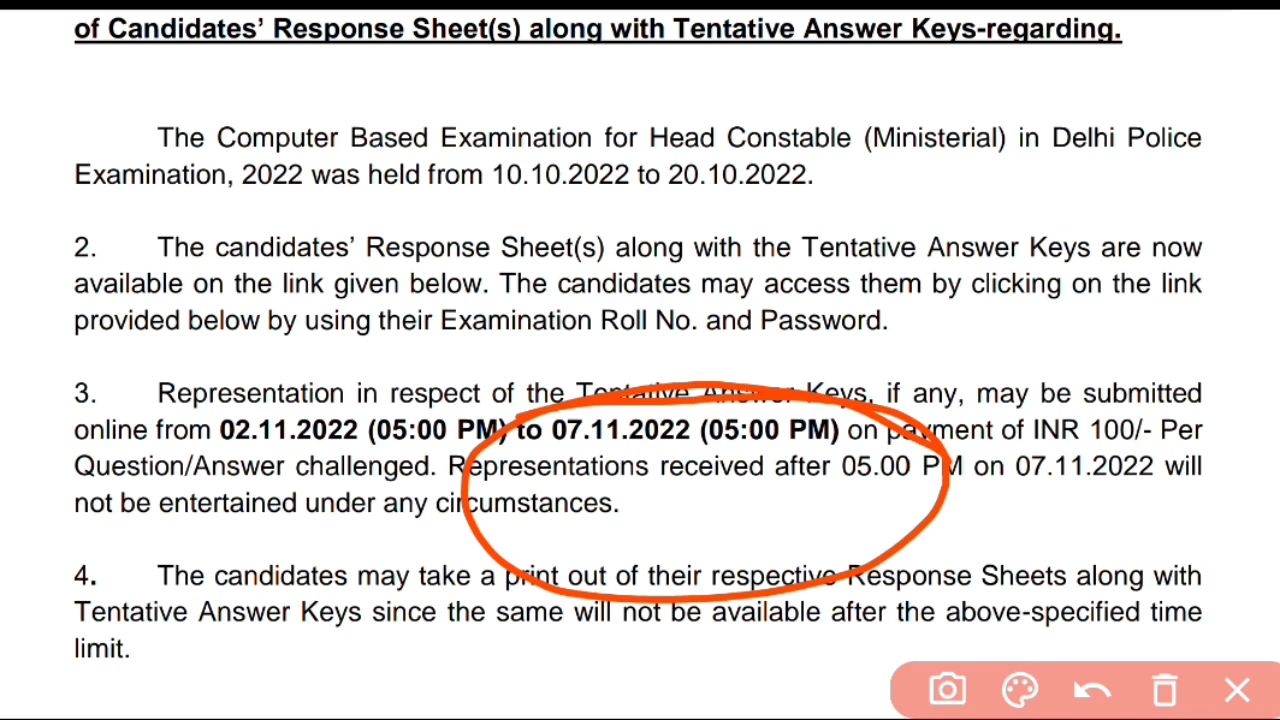 of Candidates’ Response Sheet(s) along with Tentative Answer Keys-regarding.
The Computer Based Examination for Head Constable (Ministerial) in Delhi Police
Examination, 2022 was held from 10.10.2022 to 20.10.2022.
2. The candidates’ Response Sheet(s) along with the Tentative Answer Keys are now
available on the link given below. The candidates may access them by clicking on the link
provided below by using their Examination Roll No. and Password.
3. Representation in respect of the Tentative Answer Keys, if any, may be submitted
online from 02.11.2022 (05:00 PM) to 07.11.2022 (05:00 PM) on payment of INR 100/- Per
Question/Answer challenged. Representations received after 05.00 PM on 07.11.2022 will
not be entertained under any circumstances.
4. The candidates may take a print out of their respective Response Sheets along with
Tentative Answer Keys since the same will not be available after the above-specified time
limit.